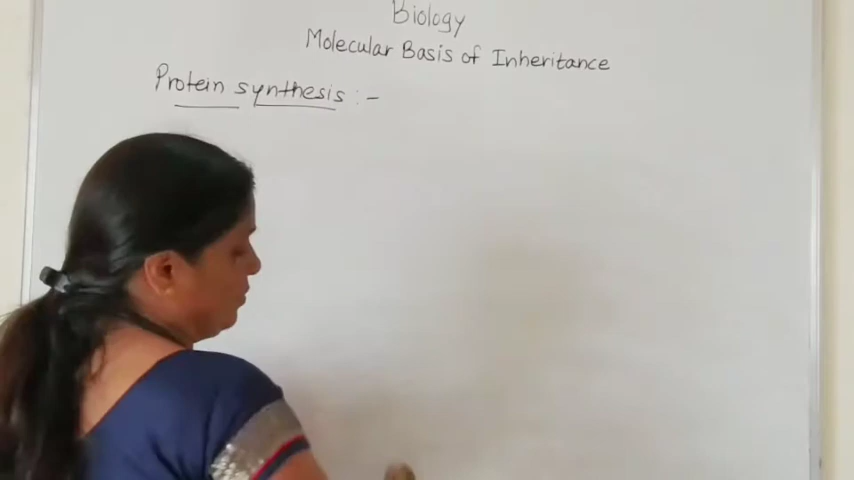 Biology
Molecular Basis of Inheritance
Protein synthesis :-